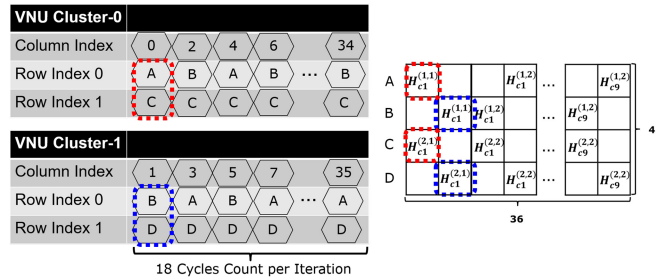 VNU Cluster-0
Column Index 0 2 4 6 34
Row Index 0 A B A B ... B
Row Index 1 C C C C C
VNU Cluster-1
Column Index 1 3 5 7 35
Row Index 0 B A B A ... A
Row Index 1 D D D D D
18 Cycles Count per Iteration
A H_{c1}^{(1,1)} H_{c1}^{(1,2)} ... H_{c9}^{(1,2)}
B H_{c1}^{(1,1)} H_{c1}^{(1,2)} ... H_{c9}^{(1,2)}
C H_{c1}^{(2,1)} H_{c1}^{(2,2)} ... H_{c9}^{(2,2)}
D H_{c1}^{(2,1)} H_{c1}^{(2,2)} ... H_{c9}^{(2,2)}
4
36